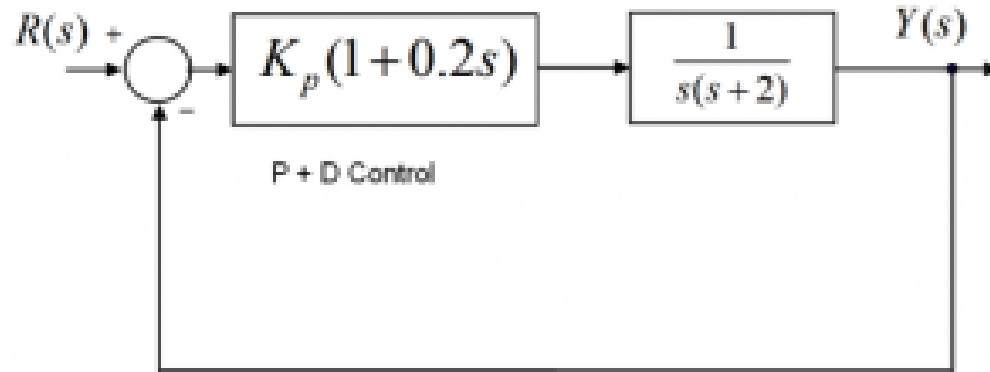 R(s) +
−
K_p(1+0.2s)
1
s(s+2)
Y(s)
P + D Control